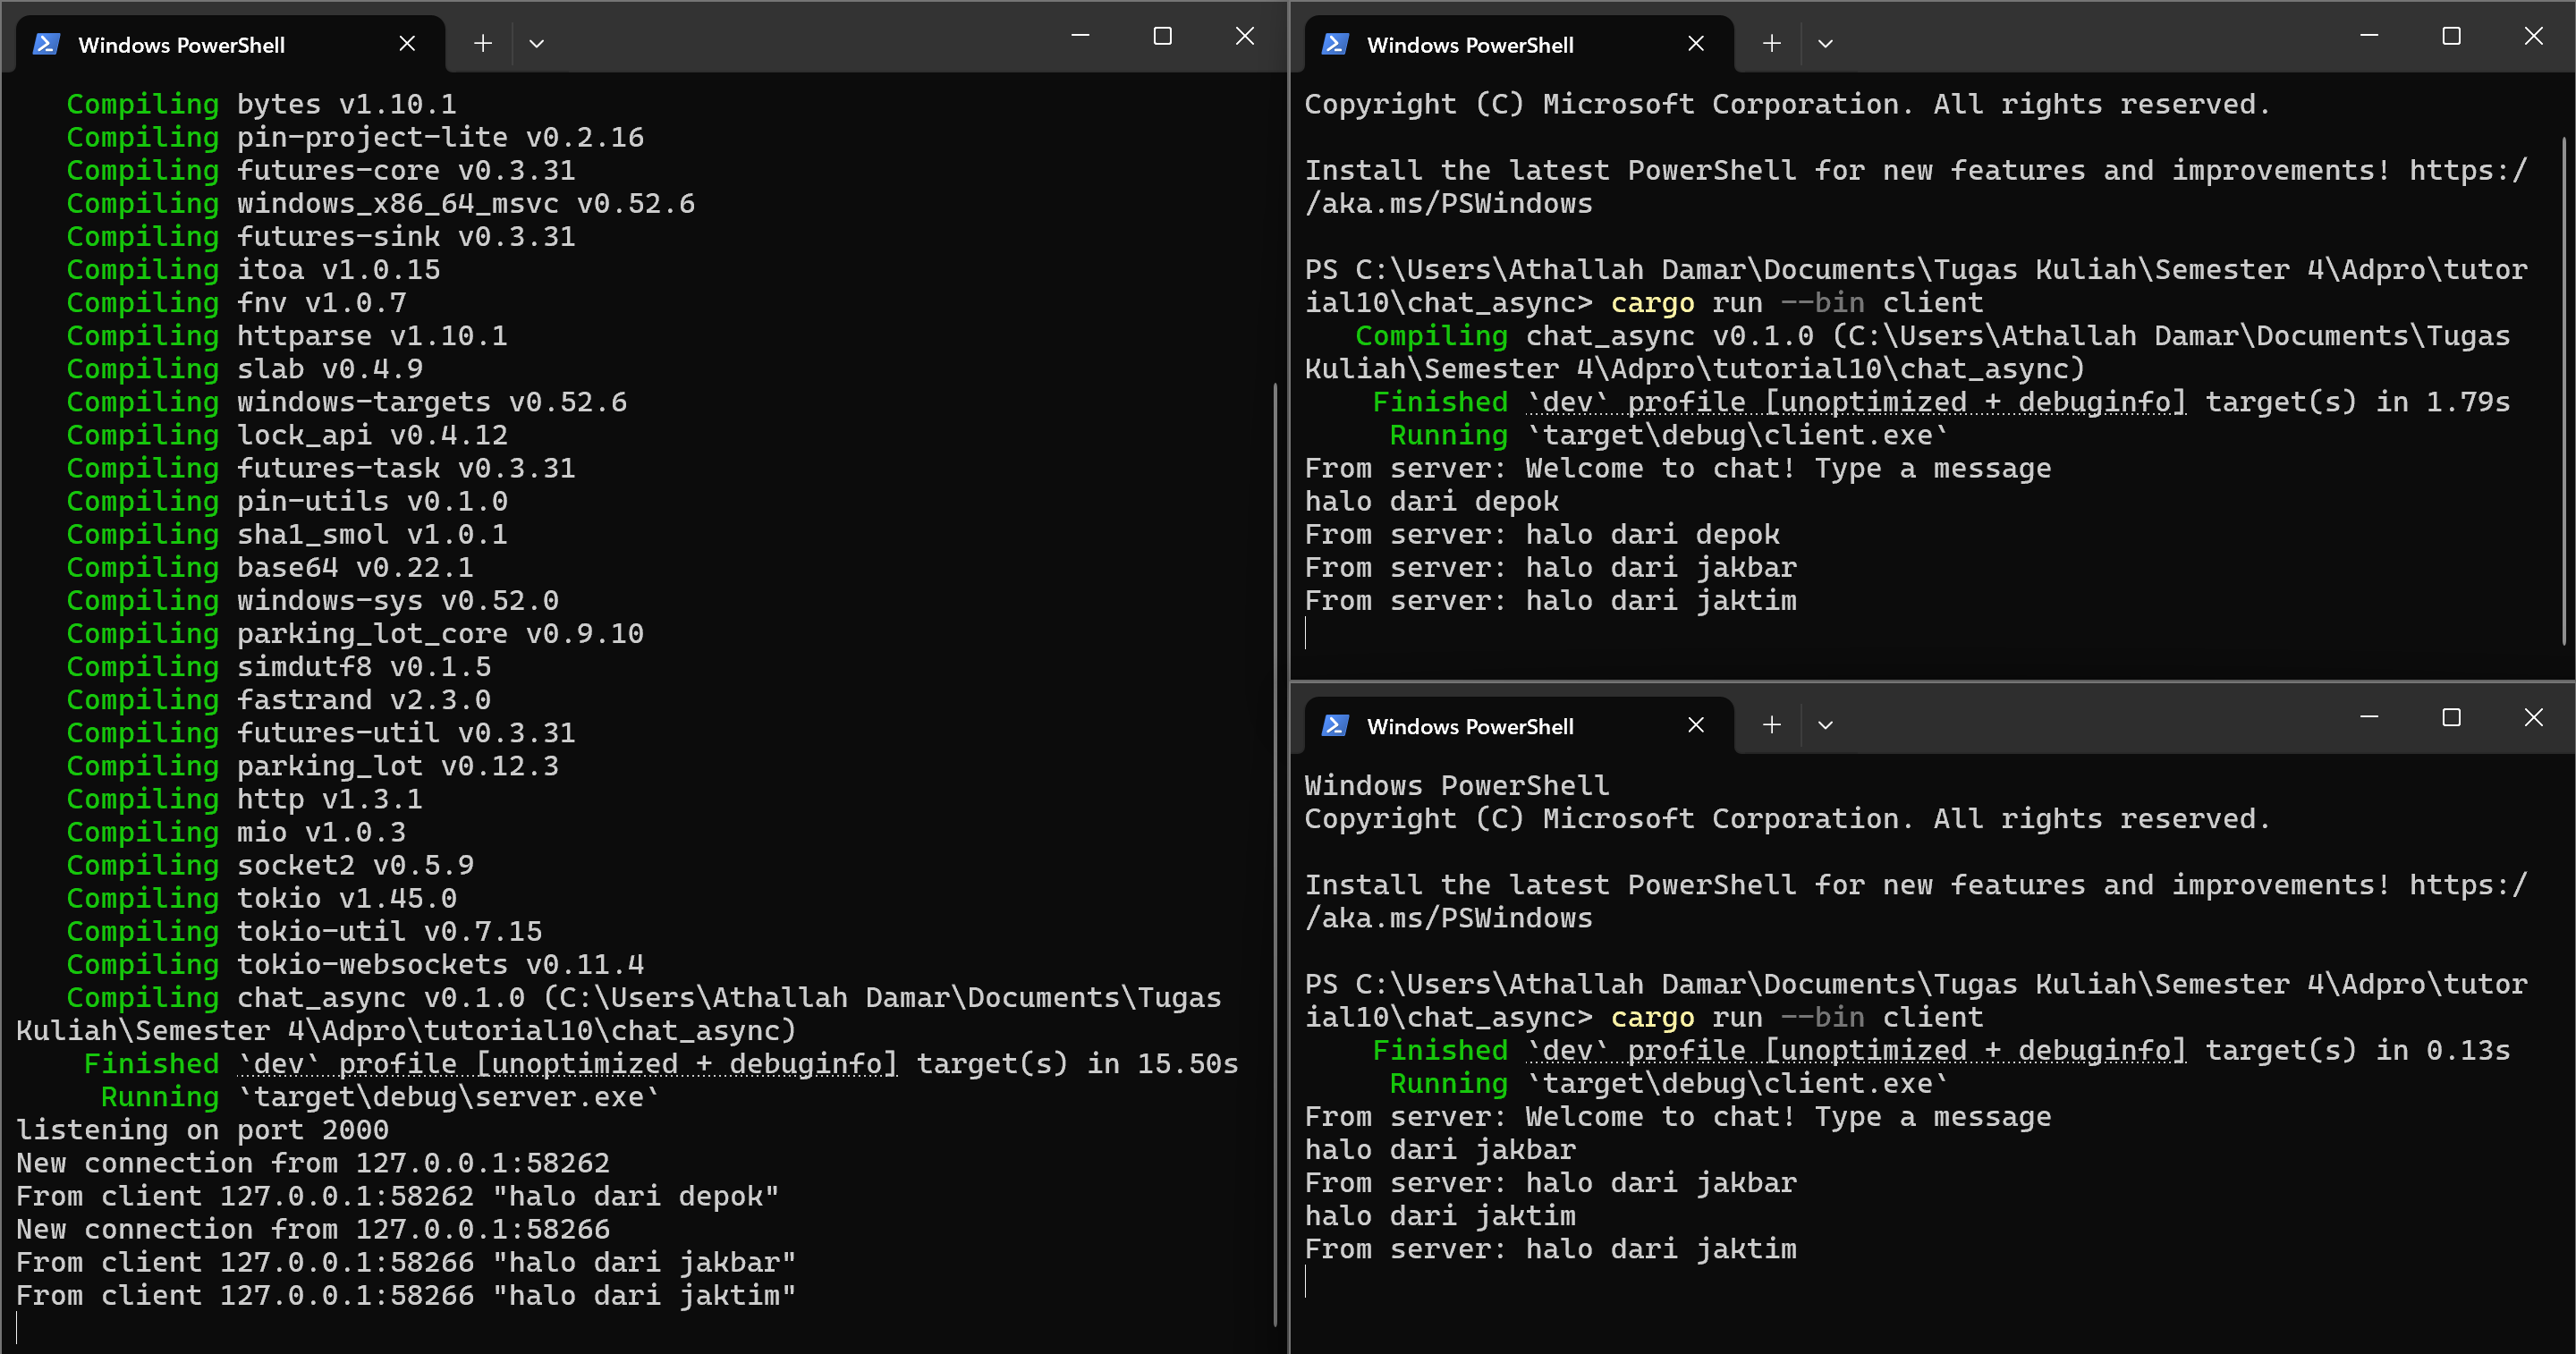 Windows PowerShell
Compiling bytes v1.10.1
Compiling pin-project-lite v0.2.16
Compiling futures-core v0.3.31
Compiling windows_x86_64_msvc v0.52.6
Compiling futures-sink v0.3.31
Compiling itoa v1.0.15
Compiling fnv v1.0.7
Compiling httparse v1.10.1
Compiling slab v0.4.9
Compiling windows-targets v0.52.6
Compiling lock_api v0.4.12
Compiling futures-task v0.3.31
Compiling pin-utils v0.1.0
Compiling sha1_smol v1.0.1
Compiling base64 v0.22.1
Compiling windows-sys v0.52.0
Compiling parking_lot_core v0.9.10
Compiling simdutf8 v0.1.5
Compiling fastrand v2.3.0
Compiling futures-util v0.3.31
Compiling parking_lot v0.12.3
Compiling http v1.3.1
Compiling mio v1.0.3
Compiling socket2 v0.5.9
Compiling tokio v1.45.0
Compiling tokio-util v0.7.15
Compiling tokio-websockets v0.11.4
Compiling chat_async v0.1.0 (C:\Users\Athallah Damar\Documents\Tugas
Kuliah\Semester 4\Adpro\tutorial10\chat_async)
Finished `dev` profile [unoptimized + debuginfo] target(s) in 15.50s
Running `target\debug\server.exe`
listening on port 2000
New connection from 127.0.0.1:58262
From client 127.0.0.1:58262 "halo dari depok"
New connection from 127.0.0.1:58266
From client 127.0.0.1:58266 "halo dari jakbar"
From client 127.0.0.1:58266 "halo dari jaktim"
Windows PowerShell
Copyright (C) Microsoft Corporation. All rights reserved.
Install the latest PowerShell for new features and improvements! https:/
/aka.ms/PSWindows
PS C:\Users\Athallah Damar\Documents\Tugas Kuliah\Semester 4\Adpro\tutor
ial10\chat_async> cargo run --bin client
Compiling chat_async v0.1.0 (C:\Users\Athallah Damar\Documents\Tugas
Kuliah\Semester 4\Adpro\tutorial10\chat_async)
Finished `dev` profile [unoptimized + debuginfo] target(s) in 1.79s
Running `target\debug\client.exe`
From server: Welcome to chat! Type a message
halo dari depok
From server: halo dari depok
From server: halo dari jakbar
From server: halo dari jaktim
Windows PowerShell
Windows PowerShell
Copyright (C) Microsoft Corporation. All rights reserved.
Install the latest PowerShell for new features and improvements! https:/
/aka.ms/PSWindows
PS C:\Users\Athallah Damar\Documents\Tugas Kuliah\Semester 4\Adpro\tutor
ial10\chat_async> cargo run --bin client
Finished `dev` profile [unoptimized + debuginfo] target(s) in 0.13s
Running `target\debug\client.exe`
From server: Welcome to chat! Type a message
halo dari jakbar
From server: halo dari jakbar
halo dari jaktim
From server: halo dari jaktim